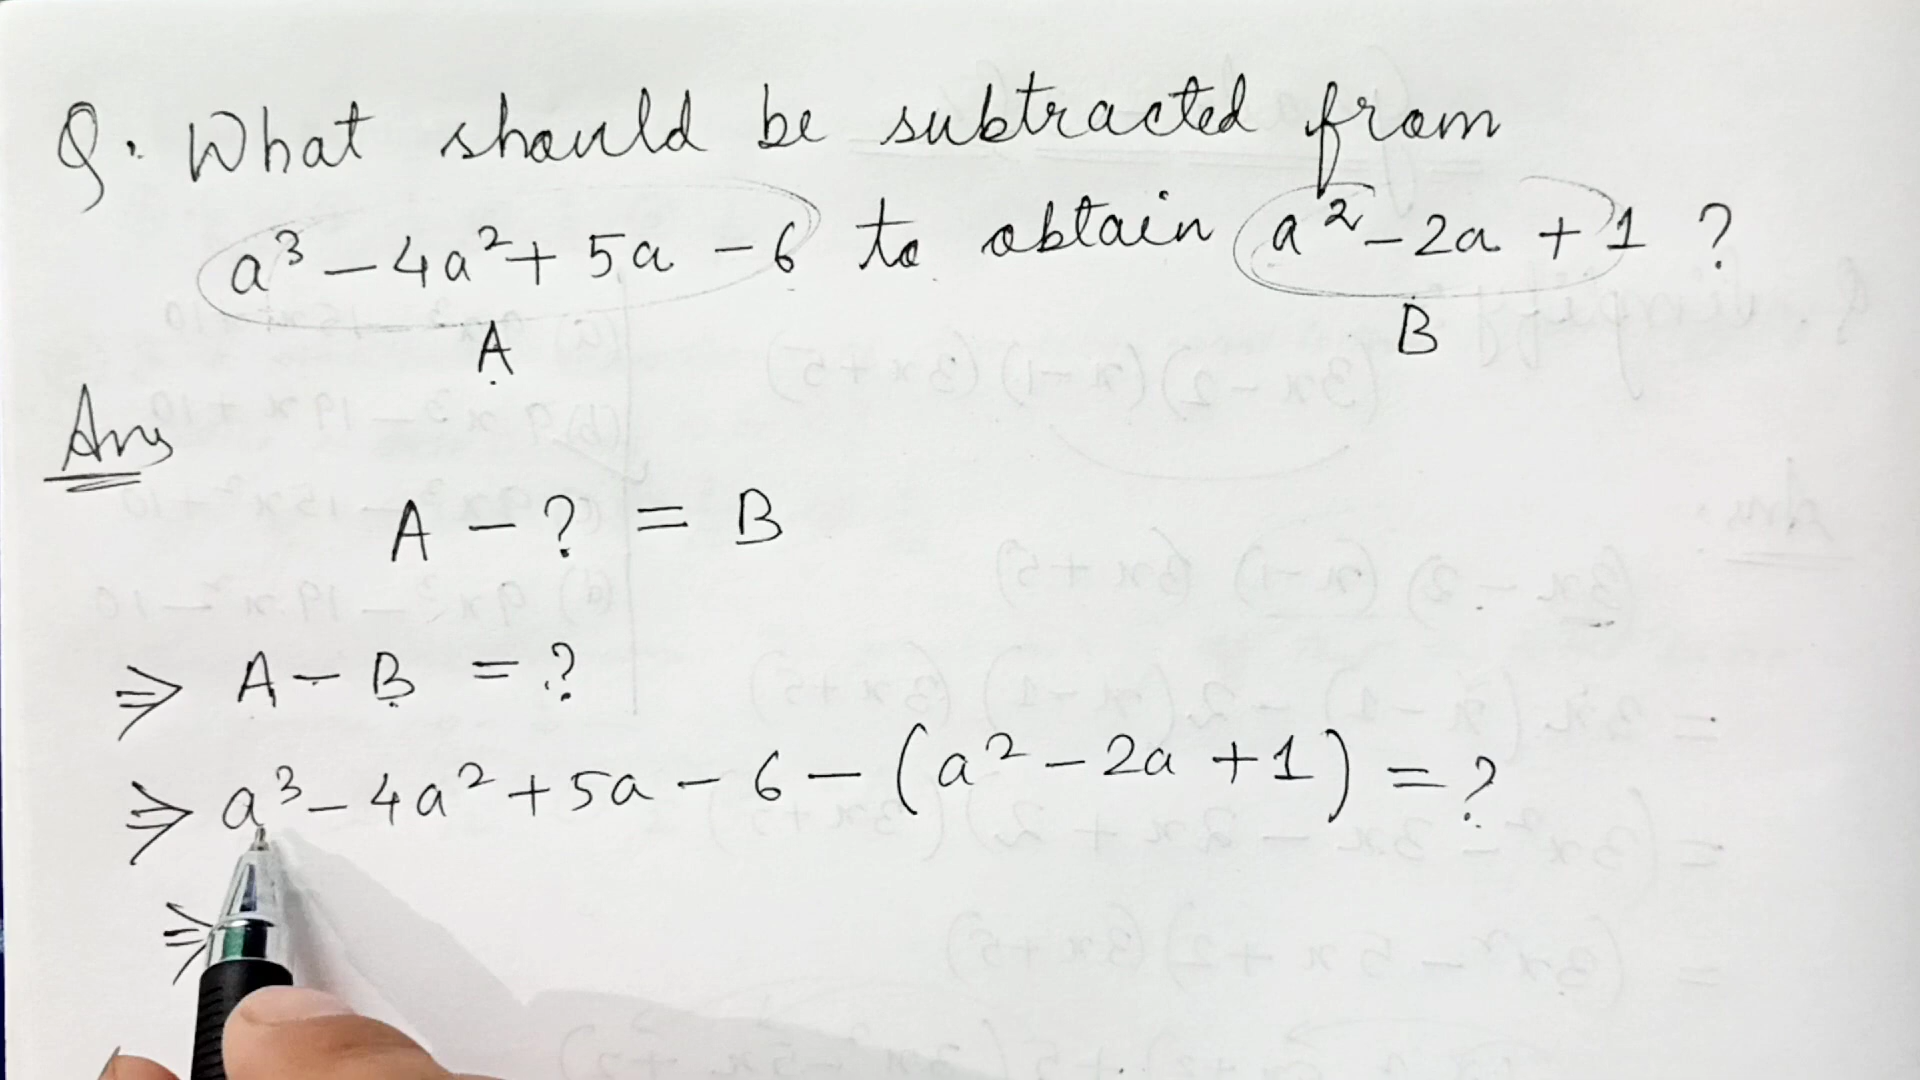 Q. What should be subtracted from
a³ - 4a² + 5a - 6 to obtain a² - 2a + 1 ?
A B
Ans
A - ? = B
⇒ A - B = ?
⇒ a³ - 4a² + 5a - 6 - (a² - 2a + 1) = ?
⇒